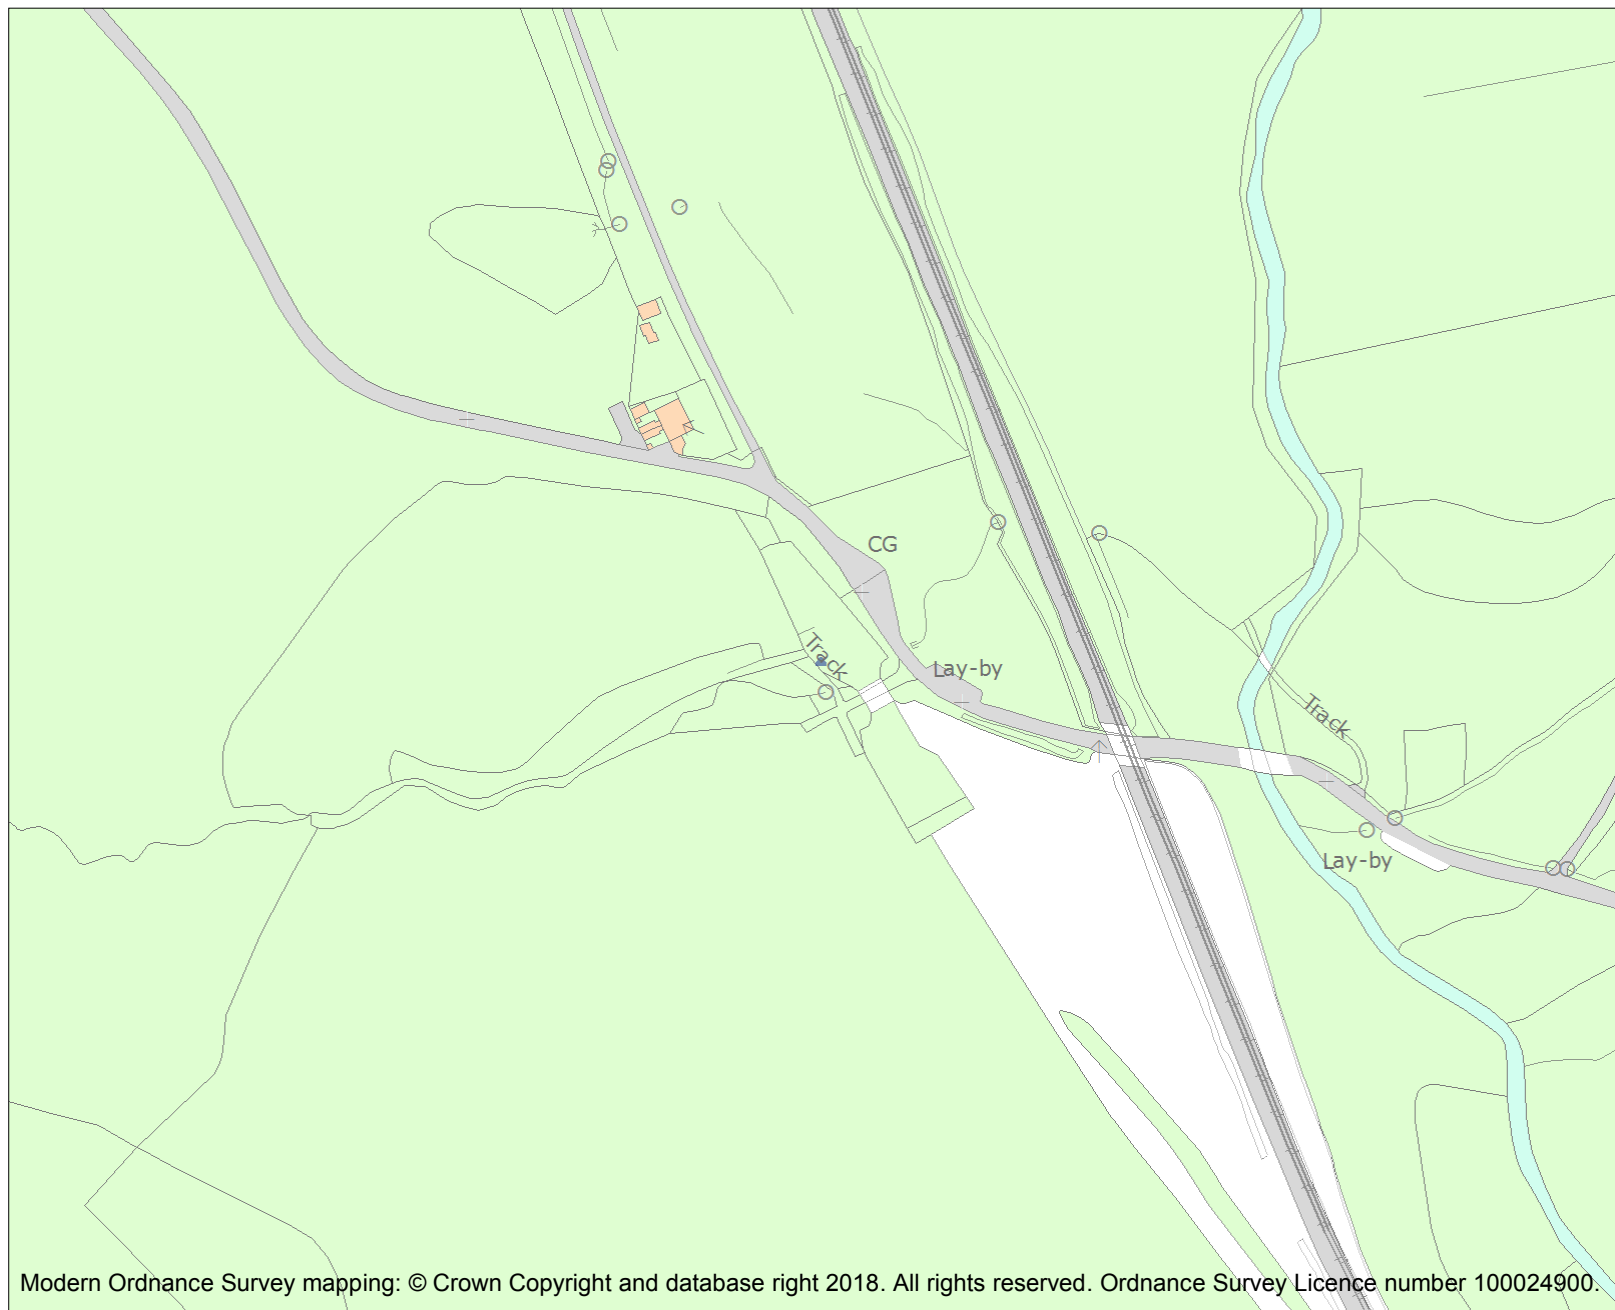 CG
Track
Lay-by
Track
Lay-by
Modern Ordnance Survey mapping: © Crown Copyright and database right 2018. All rights reserved. Ordnance Survey Licence number 100024900.